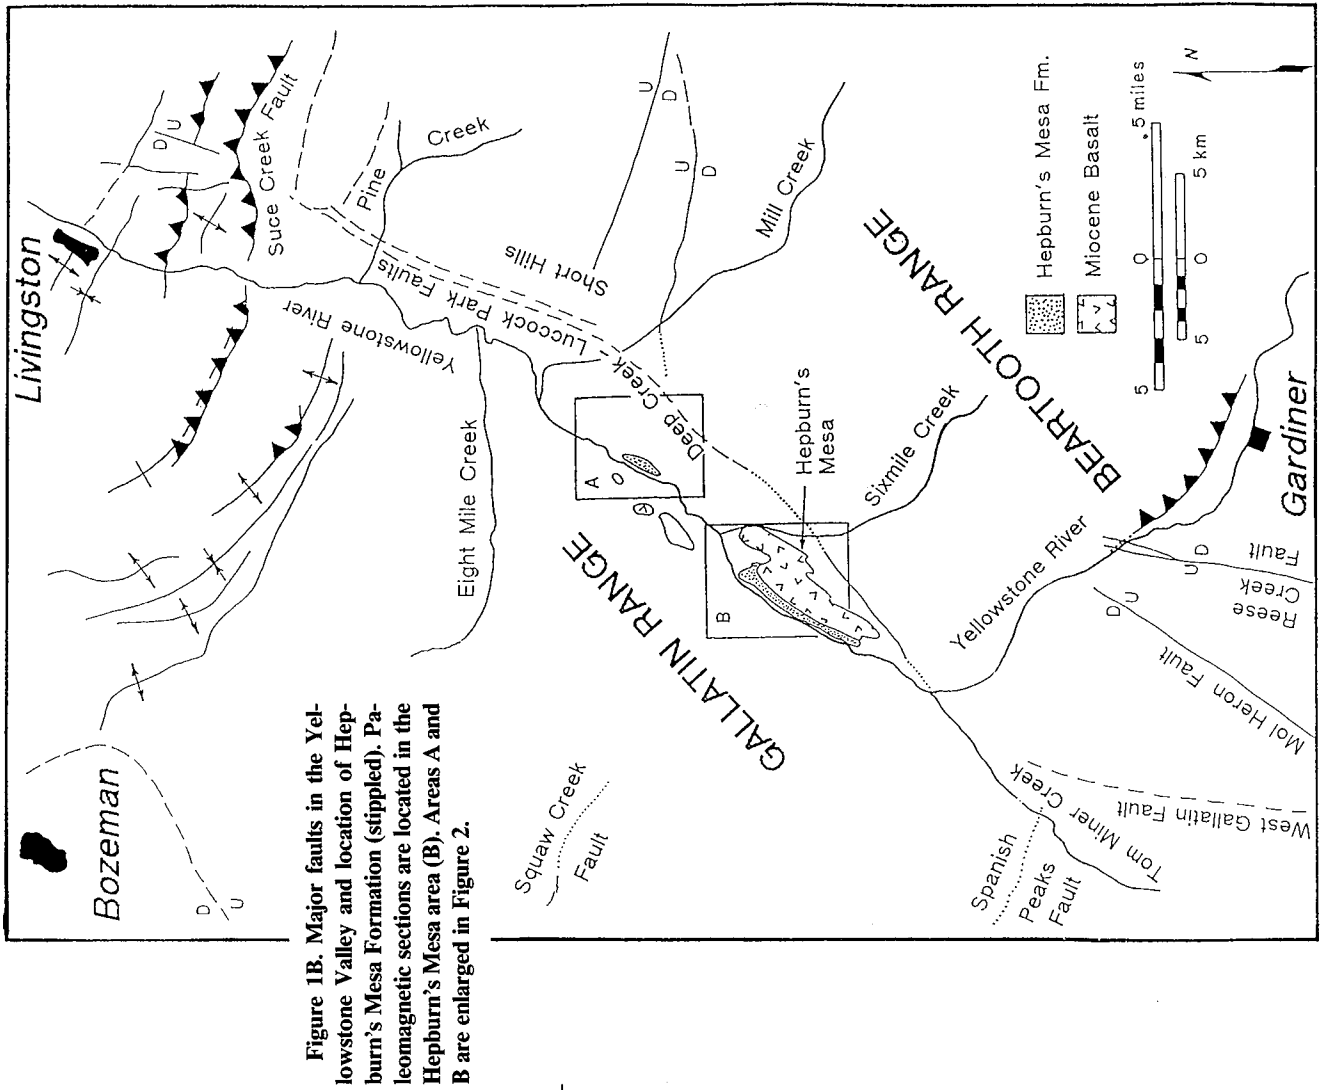 Livingston
Bozeman
D
U
D
U
Suce Creek Fault
Pine
Creek
Yellowstone River
Luccock Park Faults
Short Hills
U
D
U
D
Mill Creek
Eight Mile Creek
Deep Creek
A
B
Hepburn's
Mesa
Sixmile Creek
GALLATIN RANGE
BEARTOOTH RANGE
Squaw Creek
Fault
Yellowstone River
Spanish
Peaks
Fault
Tom Miner Creek
West Gallatin Fault
Mol Heron Fault
D
U
Reese
Creek
Fault
U
D
Gardiner
Hepburn's Mesa Fm.
Miocene Basalt
5
0
5 miles
5
0
5 km
N
Figure 1B. Major faults in the Yel-
lowstone Valley and location of Hep-
burn's Mesa Formation (stippled). Pa-
leomagnetic sections are located in the
Hepburn's Mesa area (B). Areas A and
B are enlarged in Figure 2.